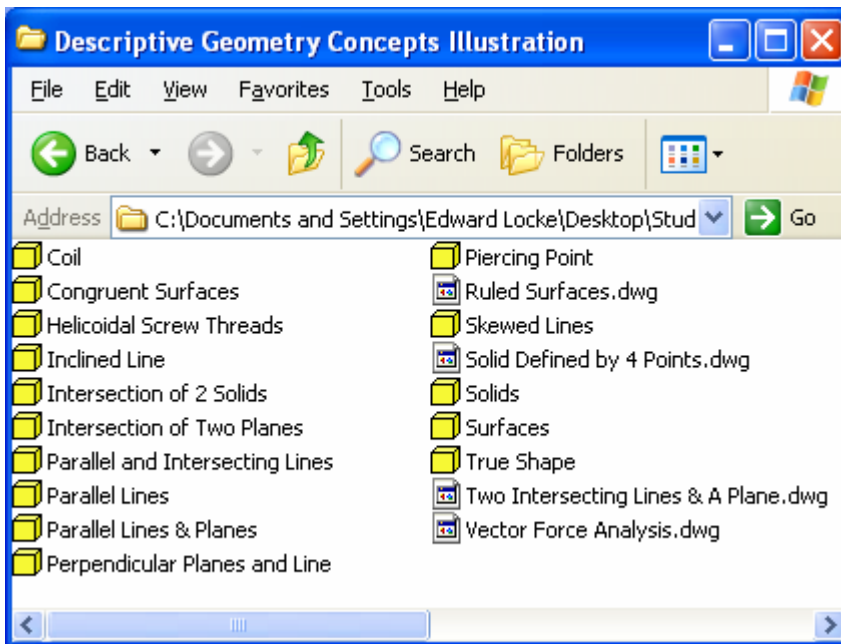 Descriptive Geometry Concepts Illustration
File Edit View Favorites Tools Help
Back Search Folders
Address C:\Documents and Settings\Edward Locke\Desktop\Stud Go
Coil
Congruent Surfaces
Helicoidal Screw Threads
Inclined Line
Intersection of 2 Solids
Intersection of Two Planes
Parallel and Intersecting Lines
Parallel Lines
Parallel Lines & Planes
Perpendicular Planes and Line
Piercing Point
Ruled Surfaces.dwg
Skewed Lines
Solid Defined by 4 Points.dwg
Solids
Surfaces
True Shape
Two Intersecting Lines & A Plane.dwg
Vector Force Analysis.dwg